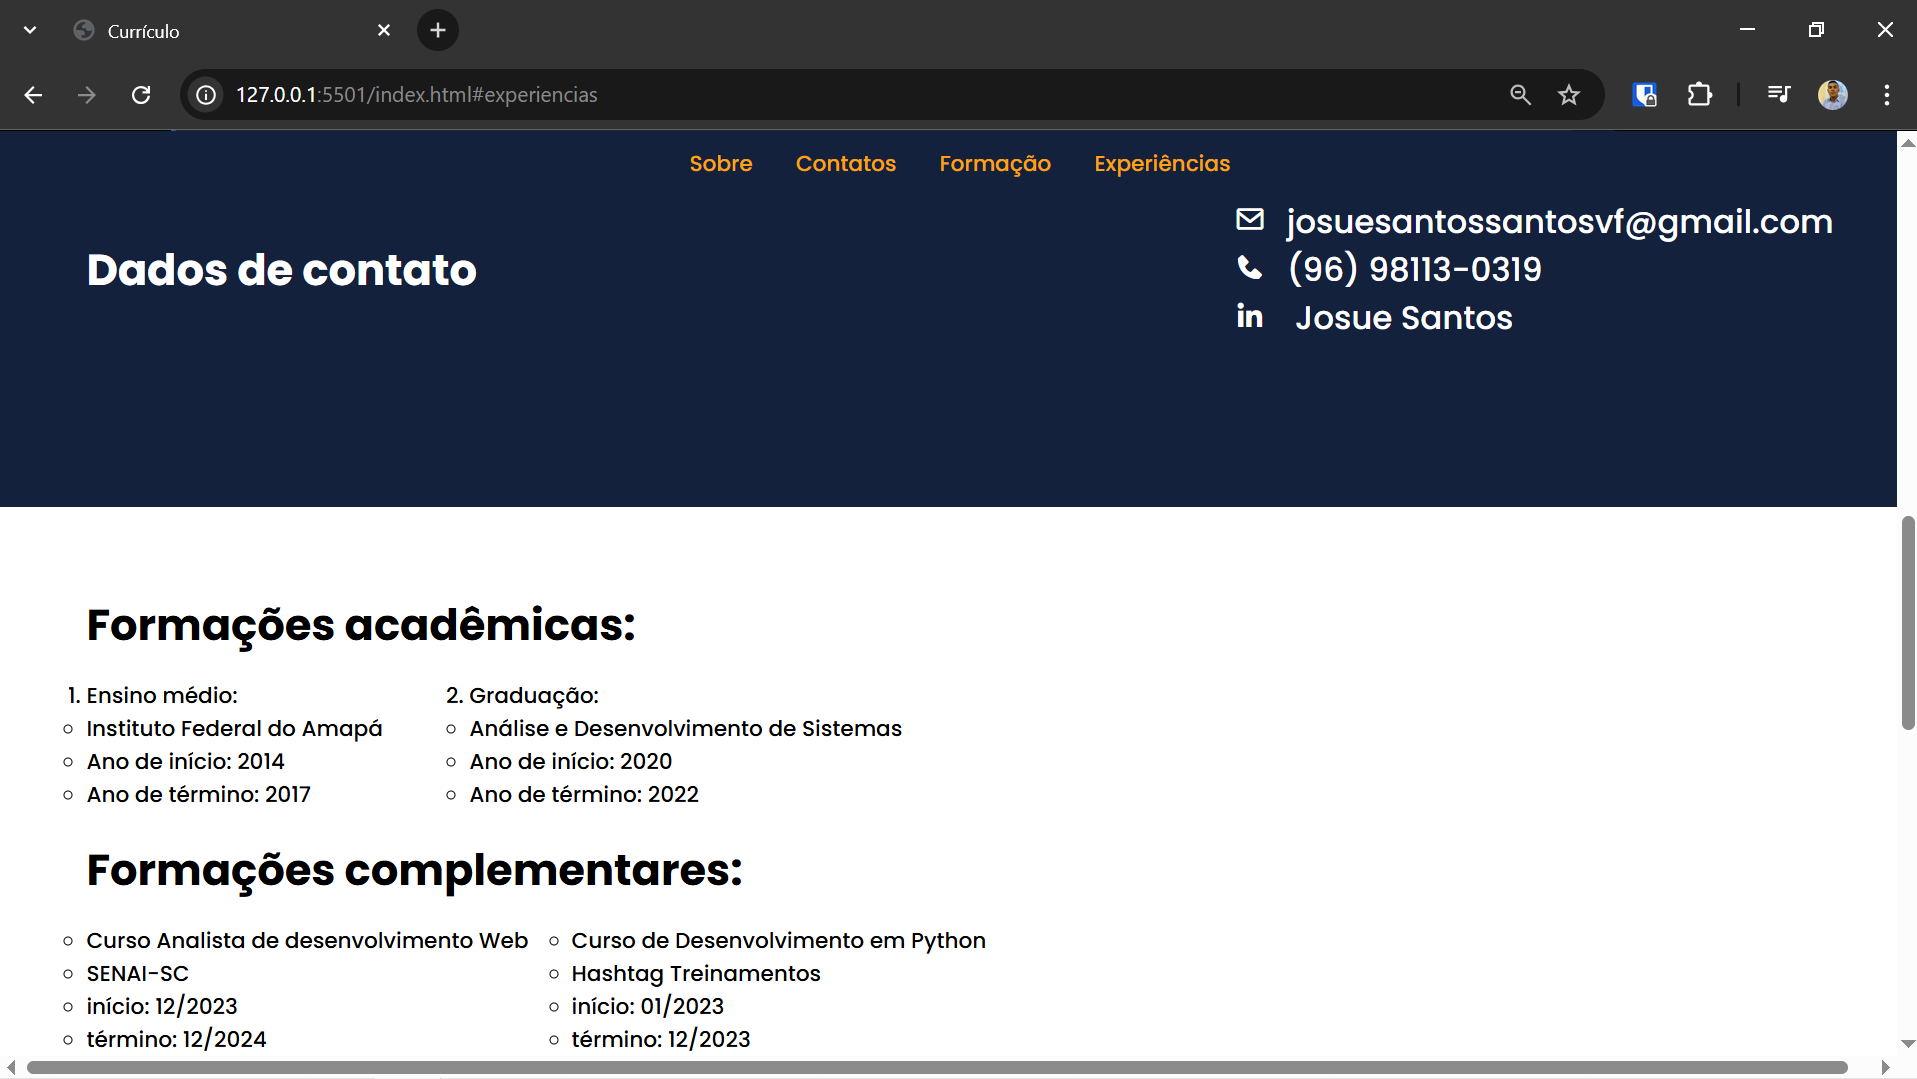 Currículo
127.0.0.1:5501/index.html#experiencias
Sobre Contatos Formação Experiências
josuesantossantosvf@gmail.com
Dados de contato
(96) 98113-0319
in Josue Santos
Formações acadêmicas:
1. Ensino médio:
Instituto Federal do Amapá
Ano de início: 2014
Ano de término: 2017
2. Graduação:
Análise e Desenvolvimento de Sistemas
Ano de início: 2020
Ano de término: 2022
Formações complementares:
Curso Analista de desenvolvimento Web
SENAI-SC
início: 12/2023
término: 12/2024
Curso de Desenvolvimento em Python
Hashtag Treinamentos
início: 01/2023
término: 12/2023